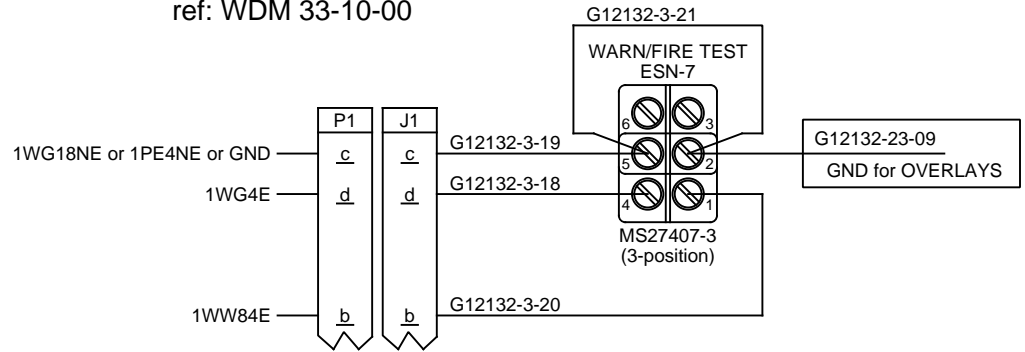 ref: WDM 33-10-00
G12132-3-21
WARN/FIRE TEST
ESN-7
P1
J1
6
3
1WG18NE or 1PE4NE or GND
c
c
G12132-3-19
5
2
G12132-23-09
GND for OVERLAYS
1WG4E
d
d
G12132-3-18
4
1
MS27407-3
(3-position)
1WW84E
b
b
G12132-3-20